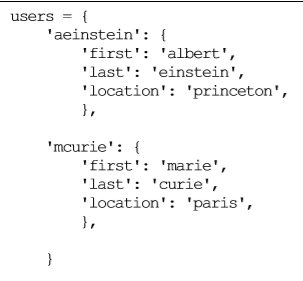 users = {
    'aeinstein': {
        'first': 'albert',
        'last': 'einstein',
        'location': 'princeton',
        },

    'mcurie': {
        'first': 'marie',
        'last': 'curie',
        'location': 'paris',
        },

    }